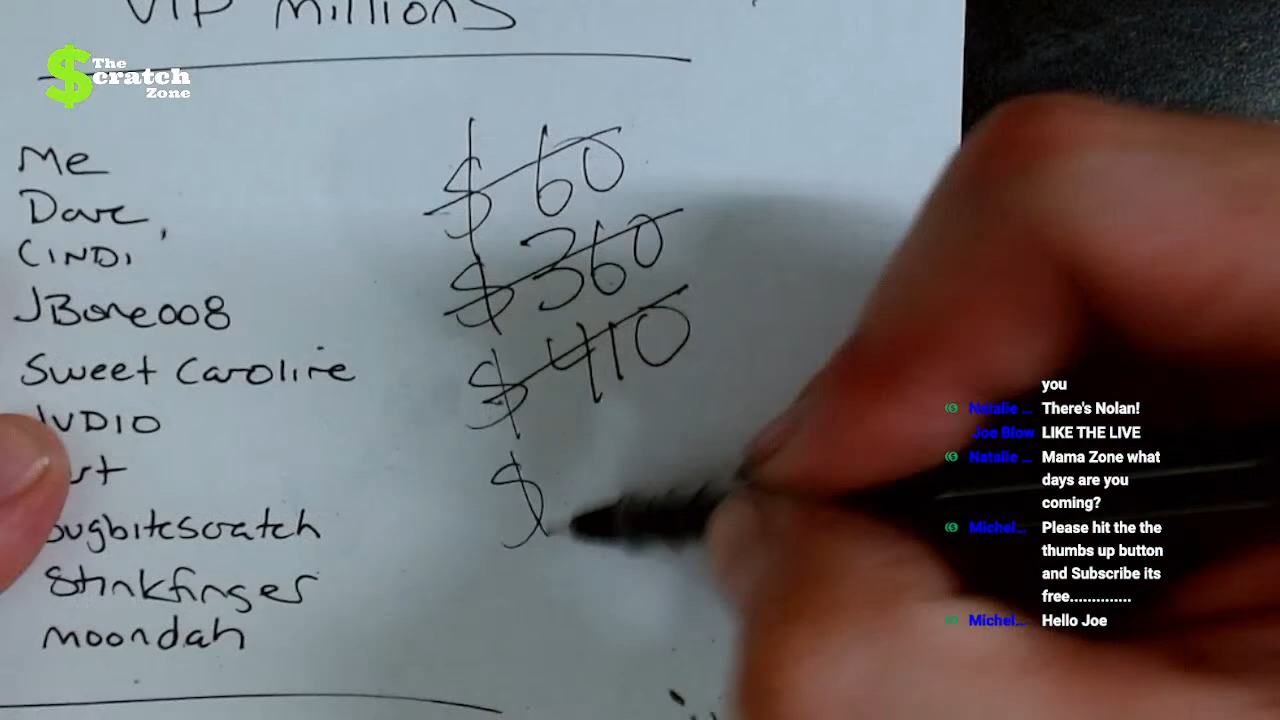 VIP Millions
The
$cratch
Zone
Me
Dave,
CINDI
JBone008
Sweet Caroline
1VD10
bugbitescratch
Stinkfinger
moondah
$60
$360
$410
$
you
Natalie … There's Nolan!
Joe Blow LIKE THE LIVE
Natalie … Mama Zone what
days are you
coming?
Michel… Please hit the the
thumbs up button
and Subscribe its
free..............
Michel… Hello Joe